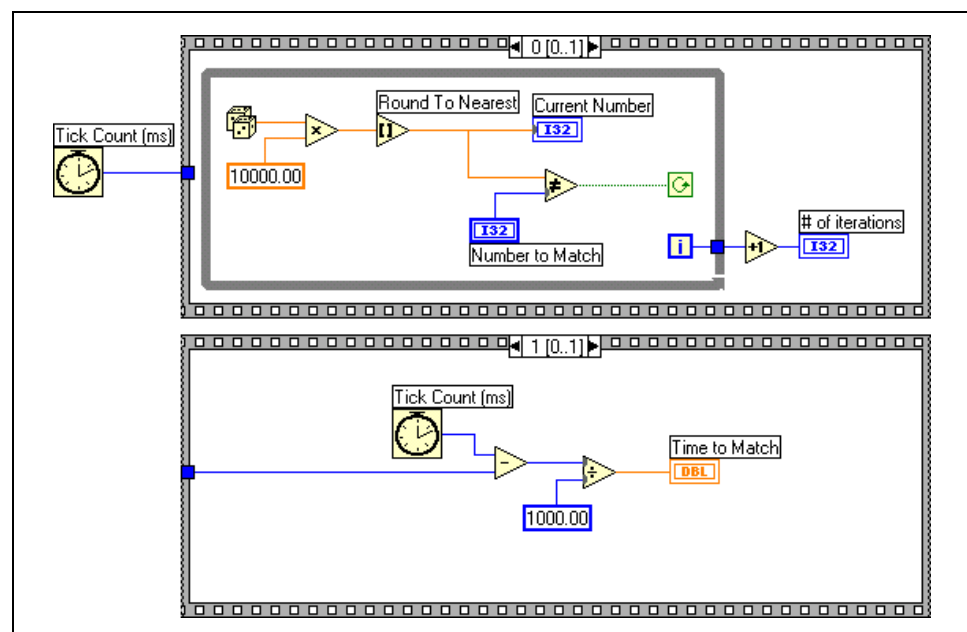 0 [0..1]
Round To Nearest
Current Number
Tick Count (ms)
x
[]
I32
10000.00
≠
I32
Number to Match
i
+1
# of iterations
I32
1 [0..1]
Tick Count (ms)
-
÷
Time to Match
DBL
1000.00